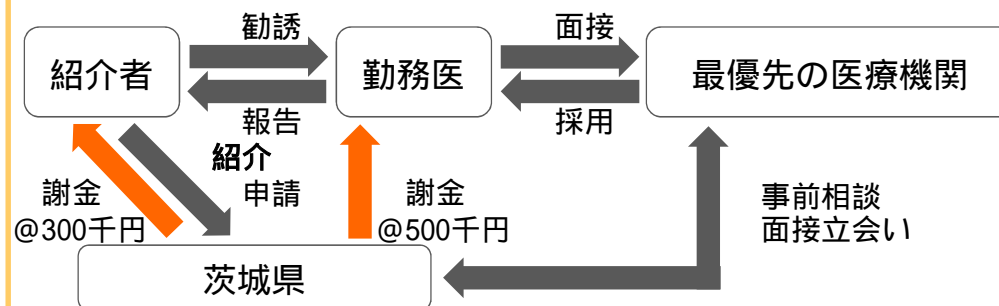 勧誘
面接
紹介者
勤務医
最優先の医療機関
報告
採用
紹介
申請
謝金
@300千円
謝金
@500千円
事前相談
面接立会い
茨城県